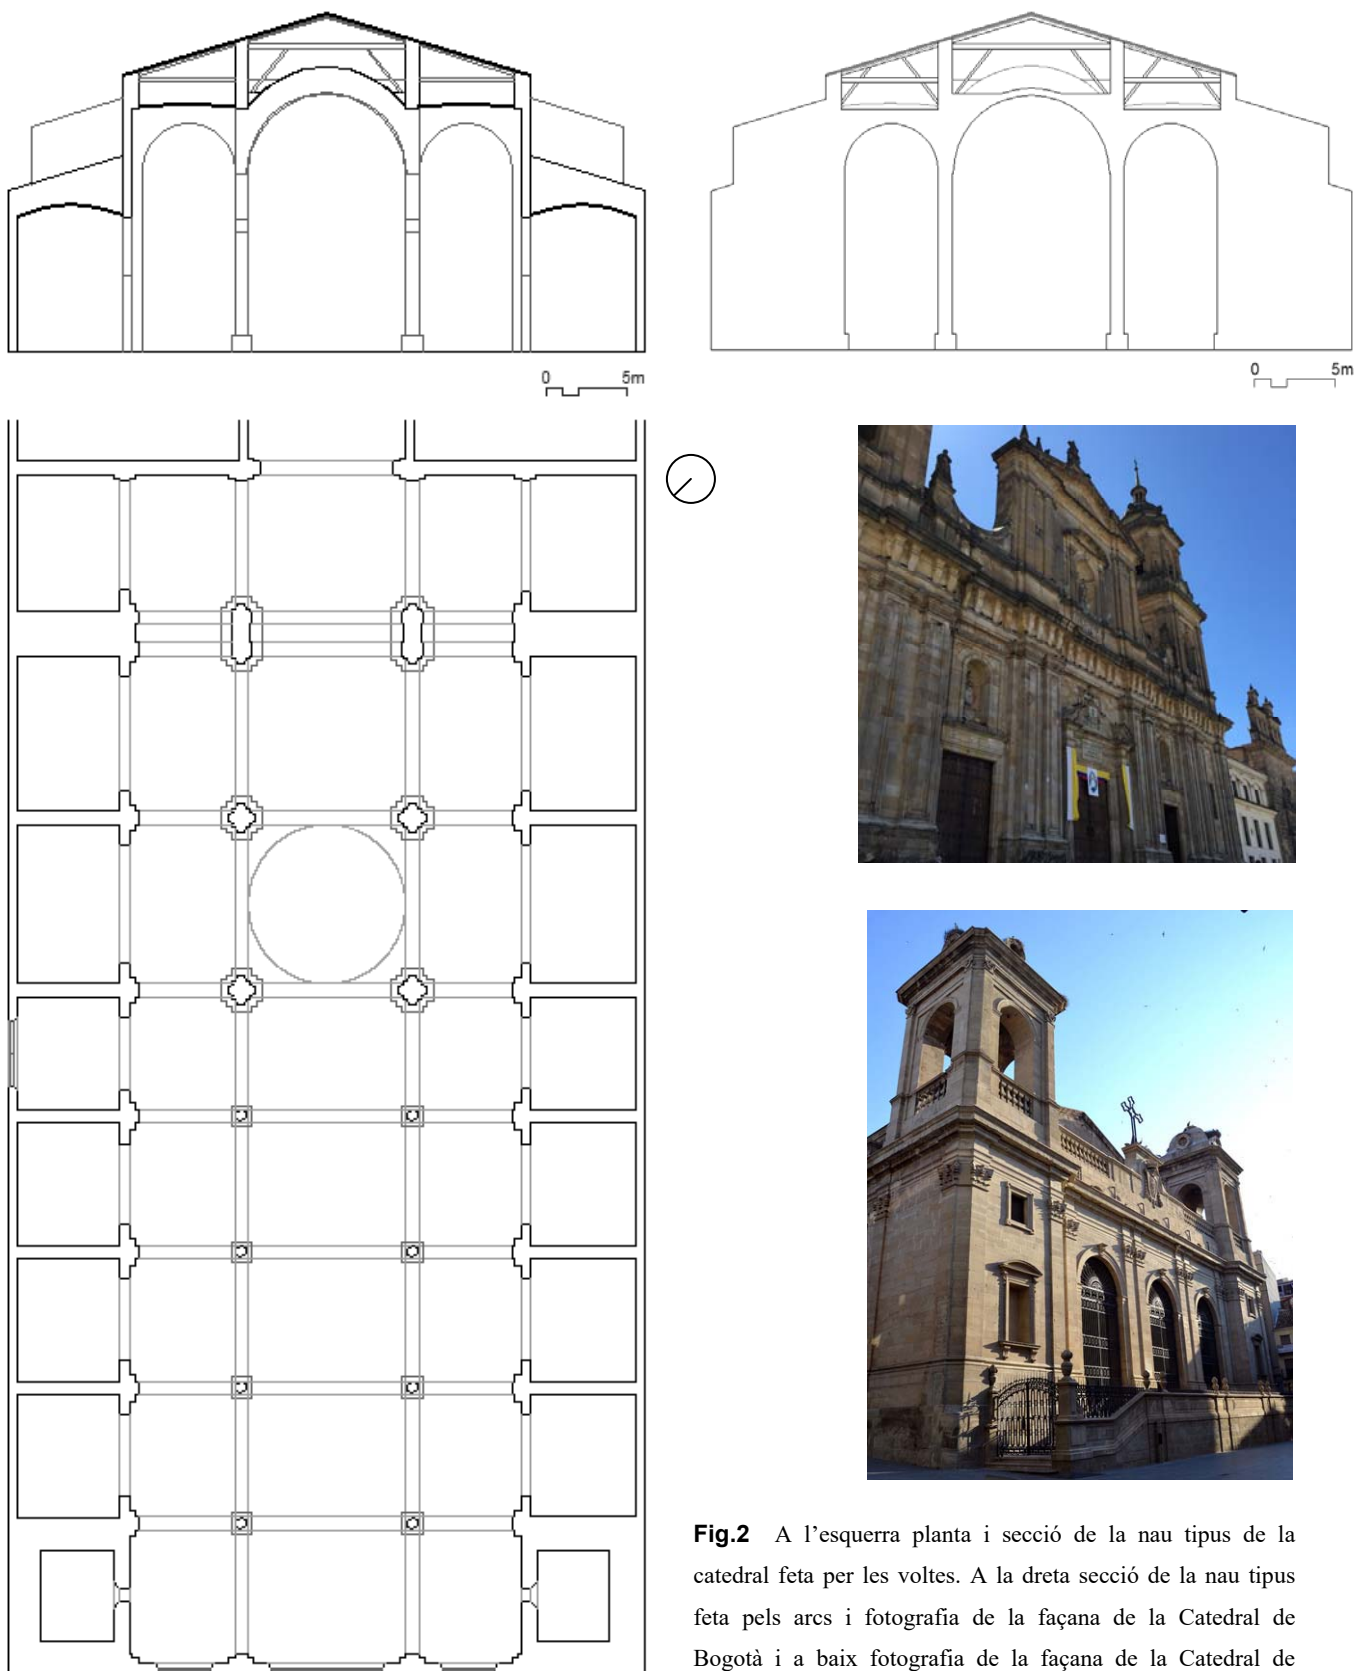 0 5m
0 5m
Fig.2 A l’esquerra planta i secció de la nau tipus de la
catedral feta per les voltes. A la dreta secció de la nau tipus
feta pels arcs i fotografia de la façana de la Catedral de
Bogotà i a baix fotografia de la façana de la Catedral de